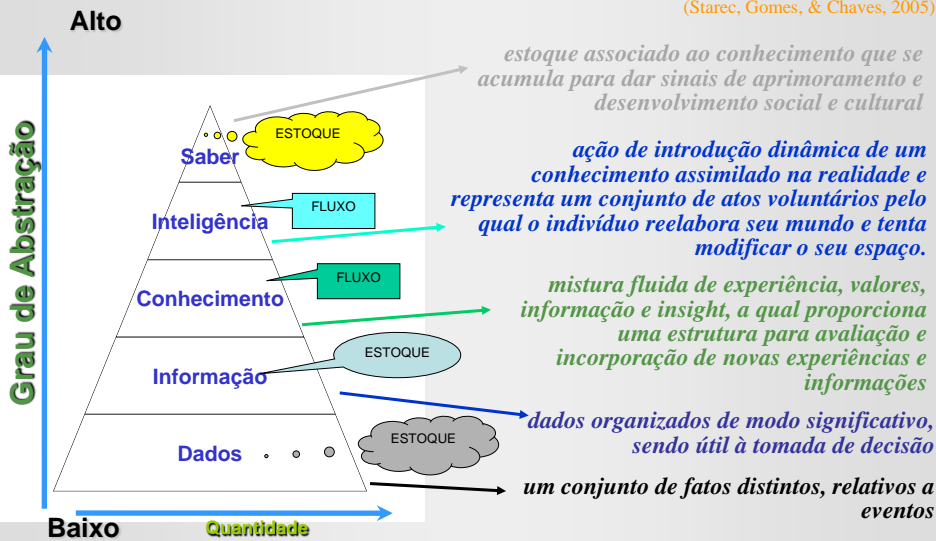 (Starec, Gomes, & Chaves, 2005)
Alto
Grau de Abstração
estoque associado ao conhecimento que se
acumula para dar sinais de aprimoramento e
desenvolvimento social e cultural
ESTOQUE
Saber
ação de introdução dinâmica de um
conhecimento assimilado na realidade e
representa um conjunto de atos voluntários pelo
qual o indivíduo reelabora seu mundo e tenta
modificar o seu espaço.
FLUXO
Inteligência
FLUXO
Conhecimento
mistura fluida de experiência, valores,
informação e insight, a qual proporciona
uma estrutura para avaliação e
incorporação de novas experiências e
informações
ESTOQUE
Informação
dados organizados de modo significativo,
sendo útil à tomada de decisão
ESTOQUE
Dados
um conjunto de fatos distintos, relativos a
eventos
Baixo
Quantidade